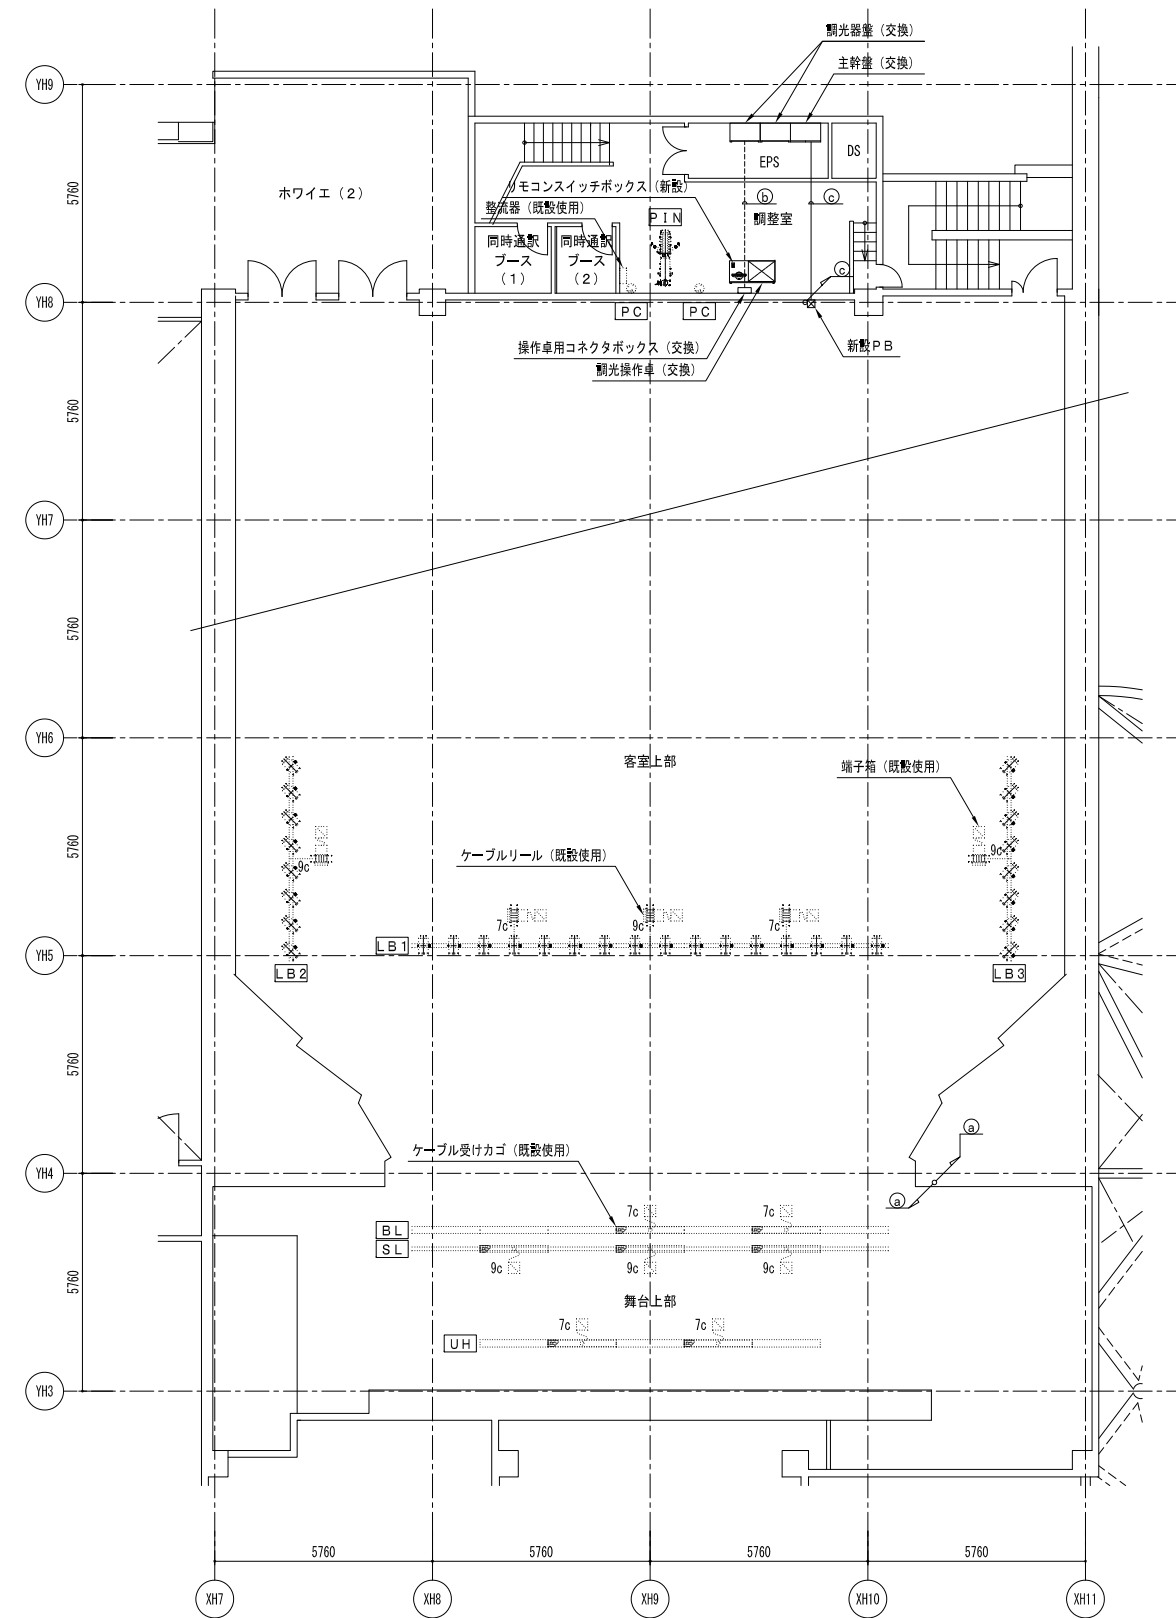 調光器盤（交換）
主幹盤（交換）
YH9
5760
ホワイエ（2）
EPS
DS
リモコンスイッチボックス（新設）
整流器（既設使用）
PIN
ⓑ
ⓒ
調整室
同時通訳
ブース
（1）
同時通訳
ブース
（2）
ⓒ
YH8
PC
PC
操作卓用コネクタボックス（交換）
調光操作卓（交換）
新設PB
5760
YH7
5760
YH6
客室上部
端子箱（既設使用）
5760
ケーブルリール（既設使用）
9c
9c
7c
9c
7c
LB1
YH5
LB2
LB3
5760
ⓐ
ケーブル受けカゴ（既設使用）
YH4
ⓐ
7c
7c
BL
SL
9c
9c
9c
5760
舞台上部
7c
7c
UH
YH3
5760
5760
5760
5760
XH7
XH8
XH9
XH10
XH11